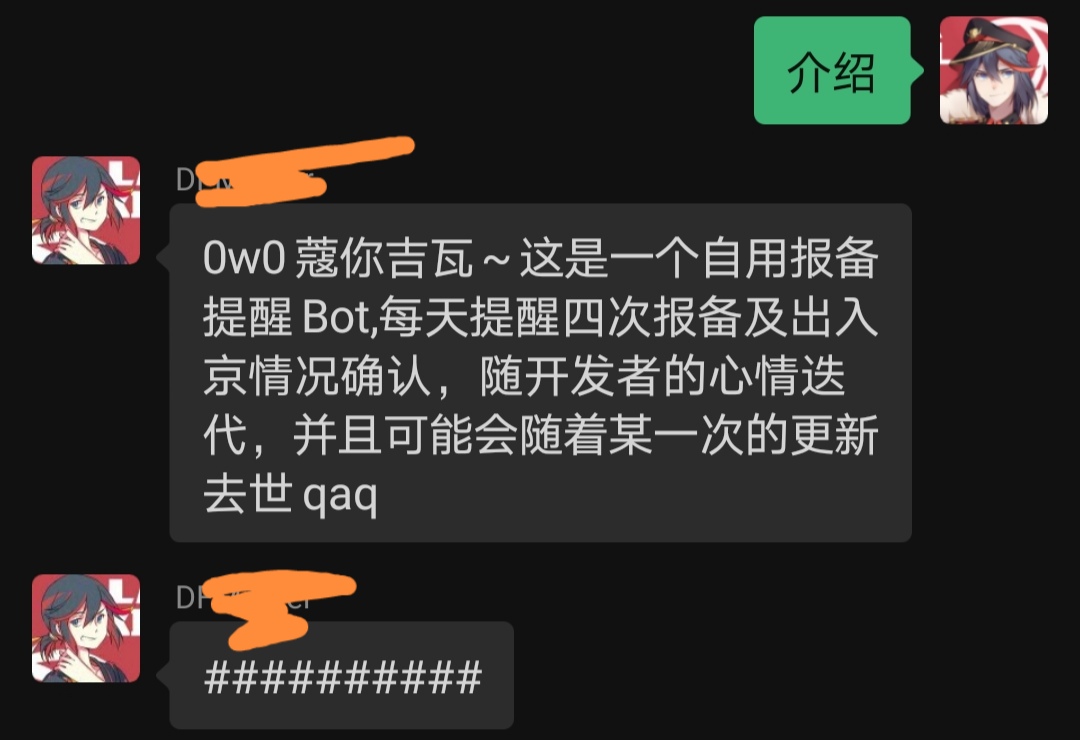 介绍
0w0 蔻你吉瓦~这是一个自用报备
提醒 Bot,每天提醒四次报备及出入
京情况确认，随开发者的心情迭
代，并且可能会随着某一次的更新
去世 qaq
##########